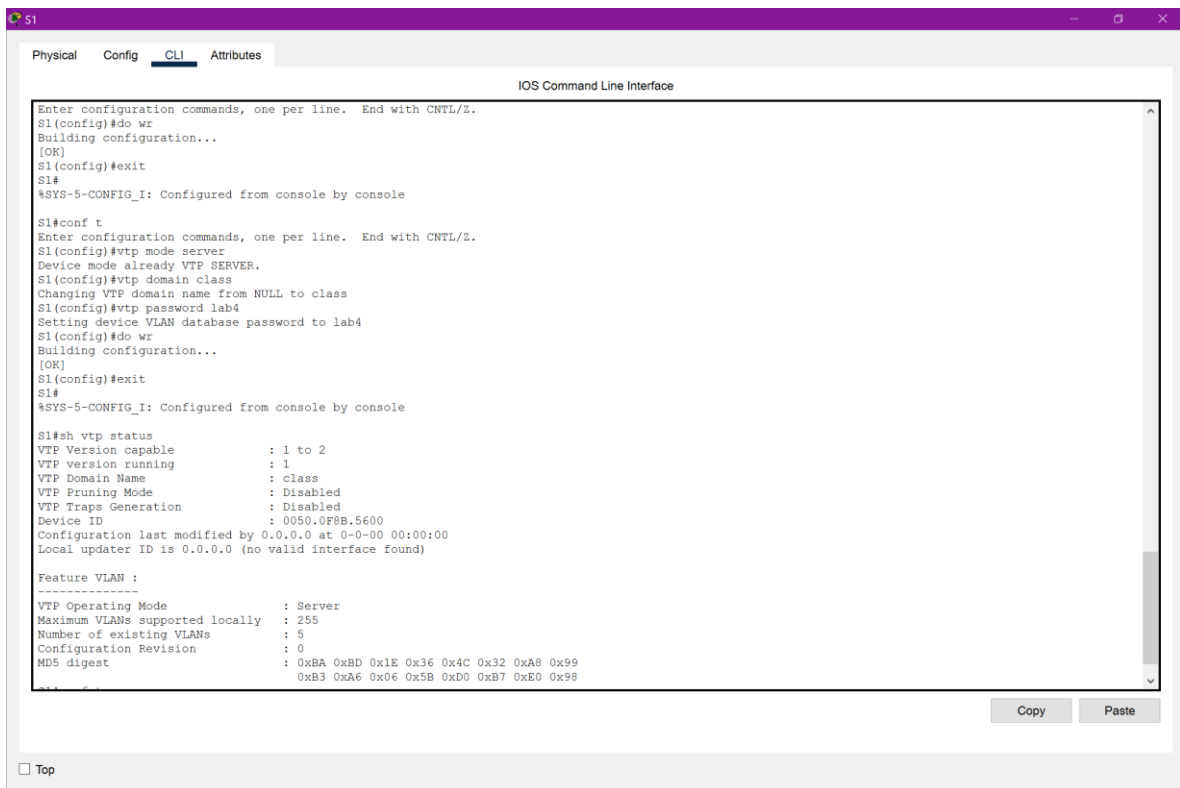 S1
Physical Config CLI Attributes
IOS Command Line Interface
Enter configuration commands, one per line.  End with CNTL/Z.
S1(config)#do wr
Building configuration...
[OK]
S1(config)#exit
S1#
%SYS-5-CONFIG_I: Configured from console by console
S1#conf t
Enter configuration commands, one per line.  End with CNTL/Z.
S1(config)#vtp mode server
Device mode already VTP SERVER.
S1(config)#vtp domain class
Changing VTP domain name from NULL to class
S1(config)#vtp password lab4
Setting device VLAN database password to lab4
S1(config)#do wr
Building configuration...
[OK]
S1(config)#exit
S1#
%SYS-5-CONFIG_I: Configured from console by console
S1#sh vtp status
VTP Version capable : 1 to 2
VTP version running : 1
VTP Domain Name : class
VTP Pruning Mode : Disabled
VTP Traps Generation : Disabled
Device ID : 0050.0F8B.5600
Configuration last modified by 0.0.0.0 at 0-0-00 00:00:00
Local updater ID is 0.0.0.0 (no valid interface found)
Feature VLAN :
--------------
VTP Operating Mode : Server
Maximum VLANs supported locally : 255
Number of existing VLANs : 5
Configuration Revision : 0
MD5 digest : 0xBA 0xBD 0x1E 0x36 0x4C 0x32 0xA8 0x99
0xB3 0xA6 0x06 0x5B 0xD0 0xB7 0xE0 0x98
Copy Paste
Top